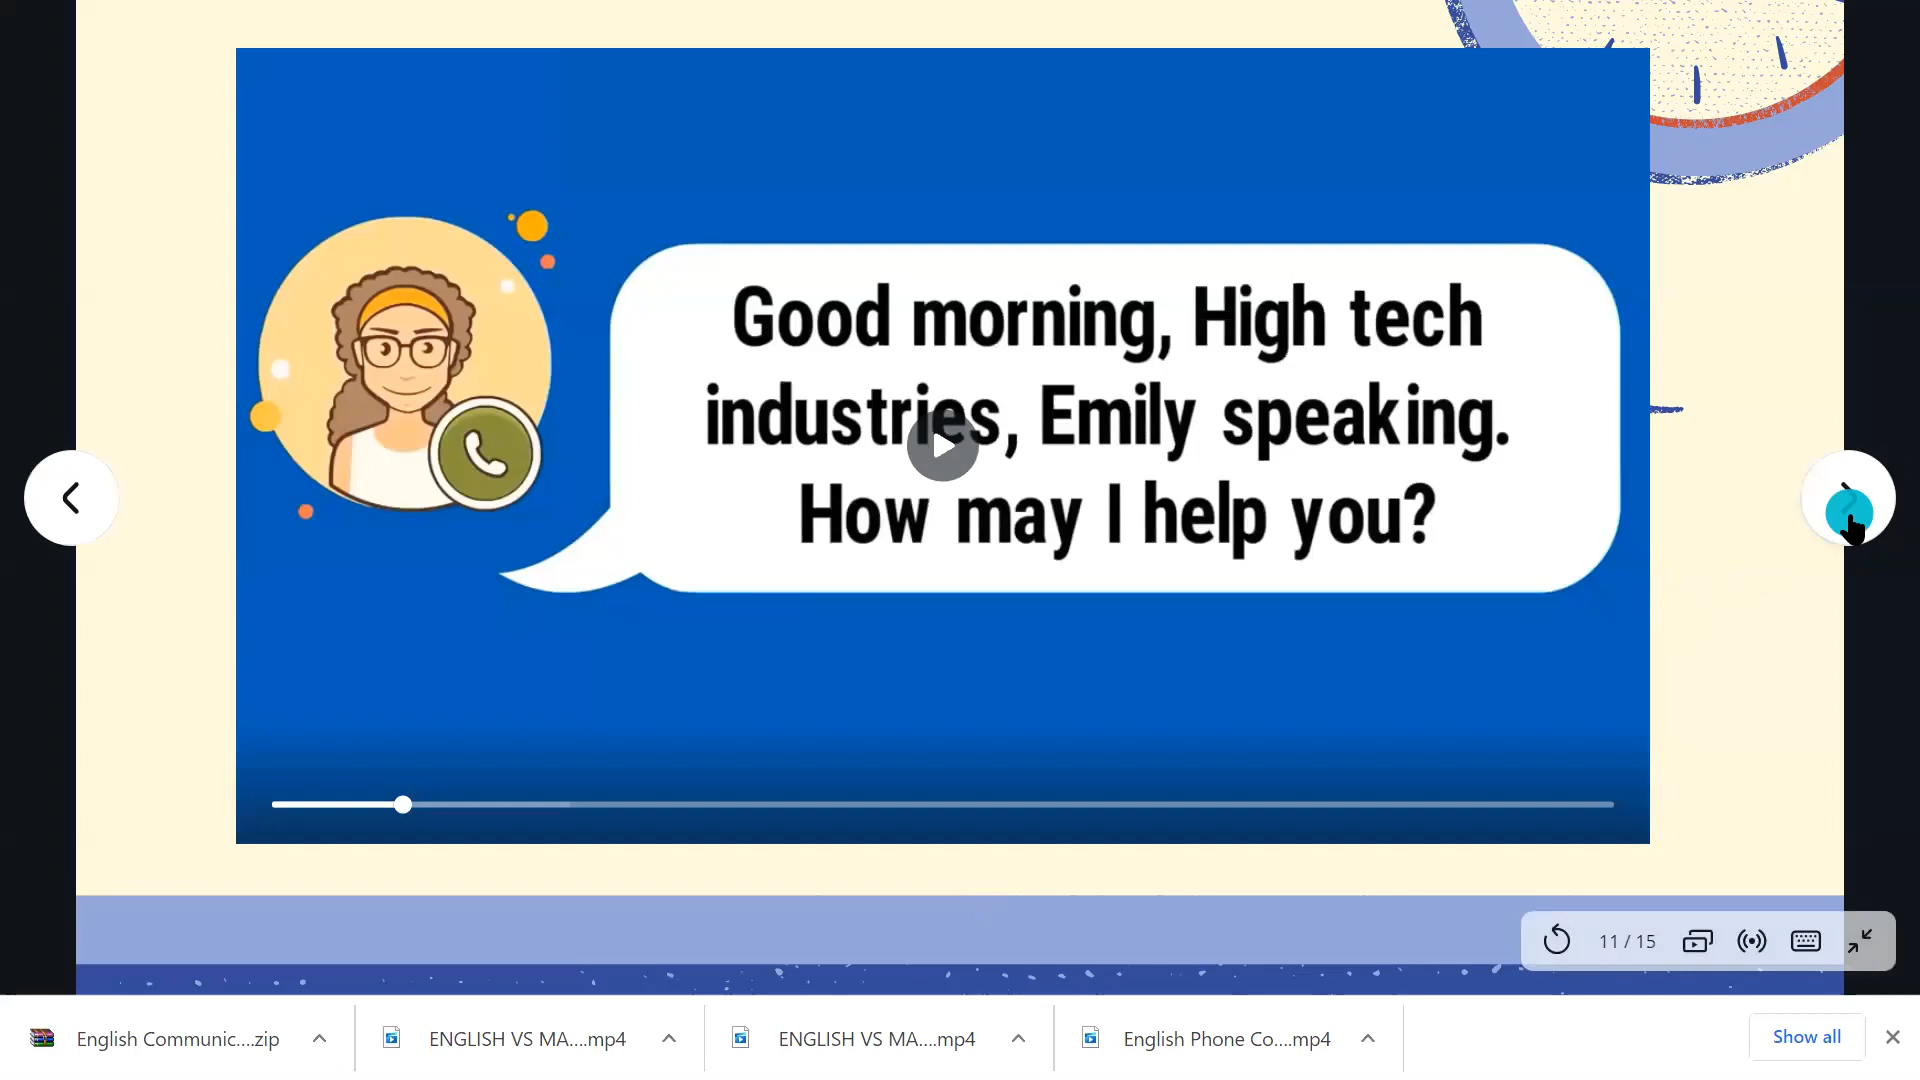 Good morning, High tech
industries, Emily speaking.
How may I help you?
11 / 15
English Communic....zip
ENGLISH VS MA....mp4
ENGLISH VS MA....mp4
English Phone Co....mp4
Show all